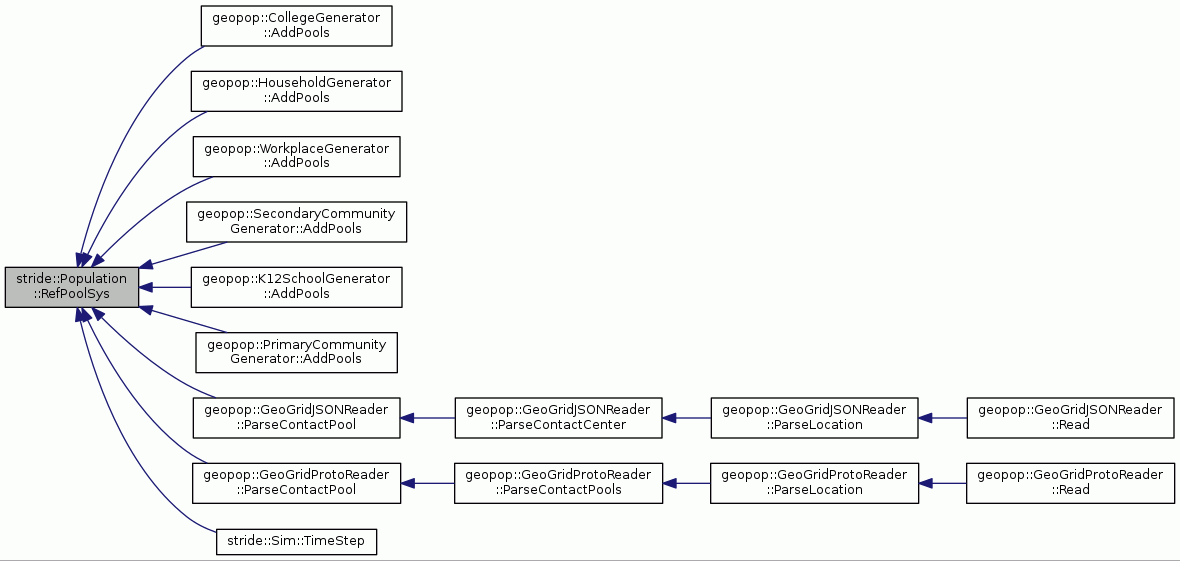 geopop::CollegeGenerator
::AddPools
geopop::HouseholdGenerator
::AddPools
geopop::WorkplaceGenerator
::AddPools
geopop::SecondaryCommunity
Generator::AddPools
stride::Population
::RefPoolSys
geopop::K12SchoolGenerator
::AddPools
geopop::PrimaryCommunity
Generator::AddPools
geopop::GeoGridJSONReader
::ParseContactPool
geopop::GeoGridJSONReader
::ParseContactCenter
geopop::GeoGridJSONReader
::ParseLocation
geopop::GeoGridJSONReader
::Read
geopop::GeoGridProtoReader
::ParseContactPool
geopop::GeoGridProtoReader
::ParseContactPools
geopop::GeoGridProtoReader
::ParseLocation
geopop::GeoGridProtoReader
::Read
stride::Sim::TimeStep